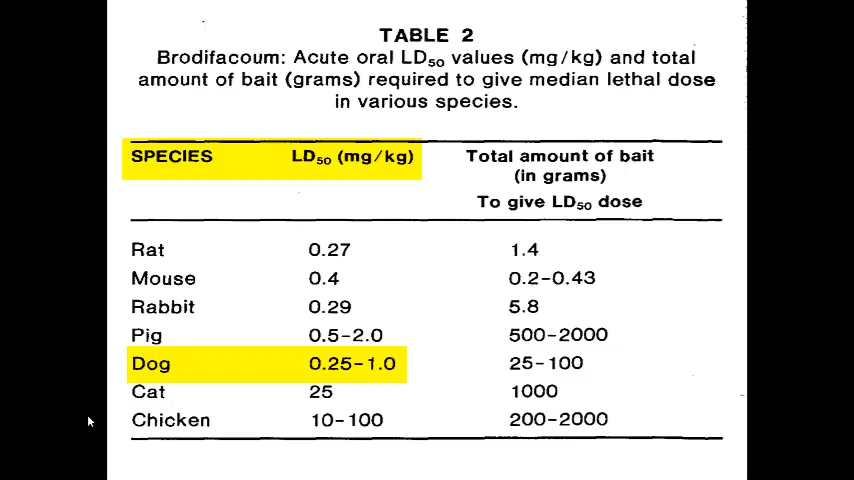 TABLE 2
Brodifacoum: Acute oral LD₅₀ values (mg/kg) and total
amount of bait (grams) required to give median lethal dose
in various species.
SPECIES LD₅₀ (mg/kg) Total amount of bait
(in grams)
To give LD₅₀ dose
Rat 0.27 1.4
Mouse 0.4 0.2–0.43
Rabbit 0.29 5.8
Pig 0.5–2.0 500–2000
Dog 0.25–1.0 25–100
Cat 25 1000
Chicken 10–100 200–2000